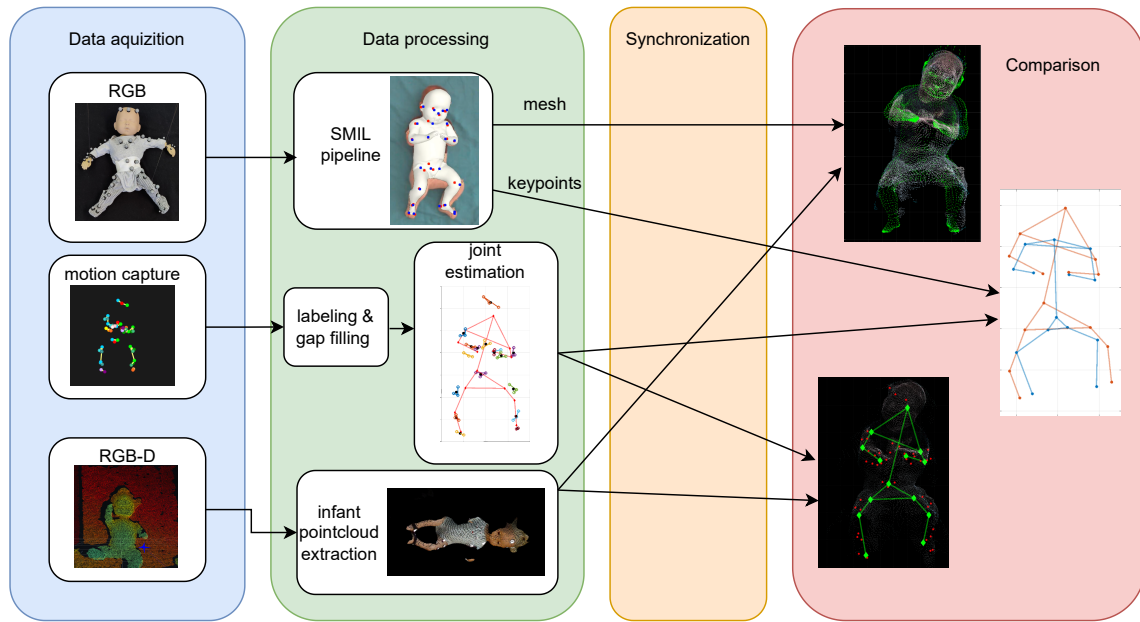 Data aquizition
Data processing
Synchronization
Comparison
RGB
SMIL
pipeline
mesh
keypoints
motion capture
labeling &
gap filling
joint
estimation
RGB-D
infant
pointcloud
extraction